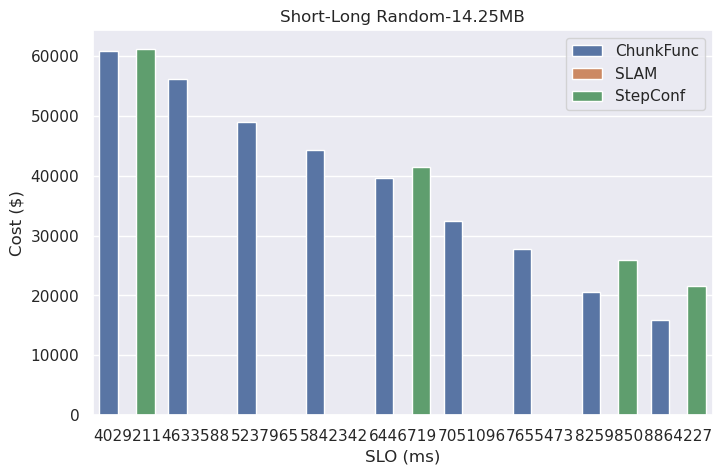 Short-Long Random-14.25MB
ChunkFunc
SLAM
StepConf
Cost ($)
60000
50000
40000
30000
20000
10000
0
4029211 4633588 5237965 5842342 6446719 7051096 7655473 8259850 8864227
SLO (ms)